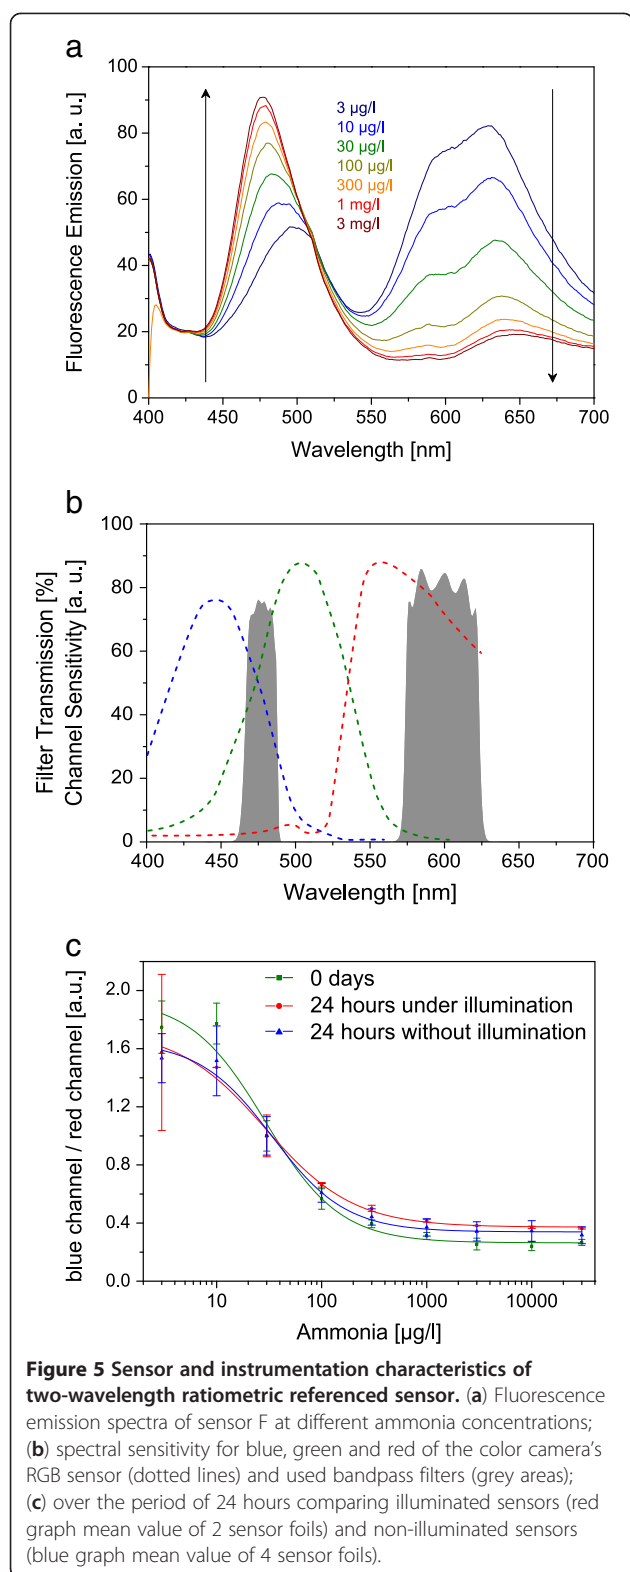 a
100
80
60
40
20
0
Fluorescence Emission [a. u.]
3 µg/l
10 µg/l
30 µg/l
100 µg/l
300 µg/l
1 mg/l
3 mg/l
400 450 500 550 600 650 700
Wavelength [nm]
b
100
80
60
40
20
0
Filter Transmission [%]
Channel Sensitivity [a. u.]
400 450 500 550 600 650 700
Wavelength [nm]
c
2.0
1.6
1.2
0.8
0.4
0.0
blue channel / red channel [a.u.]
0 days
24 hours under illumination
24 hours without illumination
10 100 1000 10000
Ammonia [µg/l]
Figure 5 Sensor and instrumentation characteristics of
two-wavelength ratiometric referenced sensor. (a) Fluorescence
emission spectra of sensor F at different ammonia concentrations;
(b) spectral sensitivity for blue, green and red of the color camera's
RGB sensor (dotted lines) and used bandpass filters (grey areas);
(c) over the period of 24 hours comparing illuminated sensors (red
graph mean value of 2 sensor foils) and non-illuminated sensors
(blue graph mean value of 4 sensor foils).